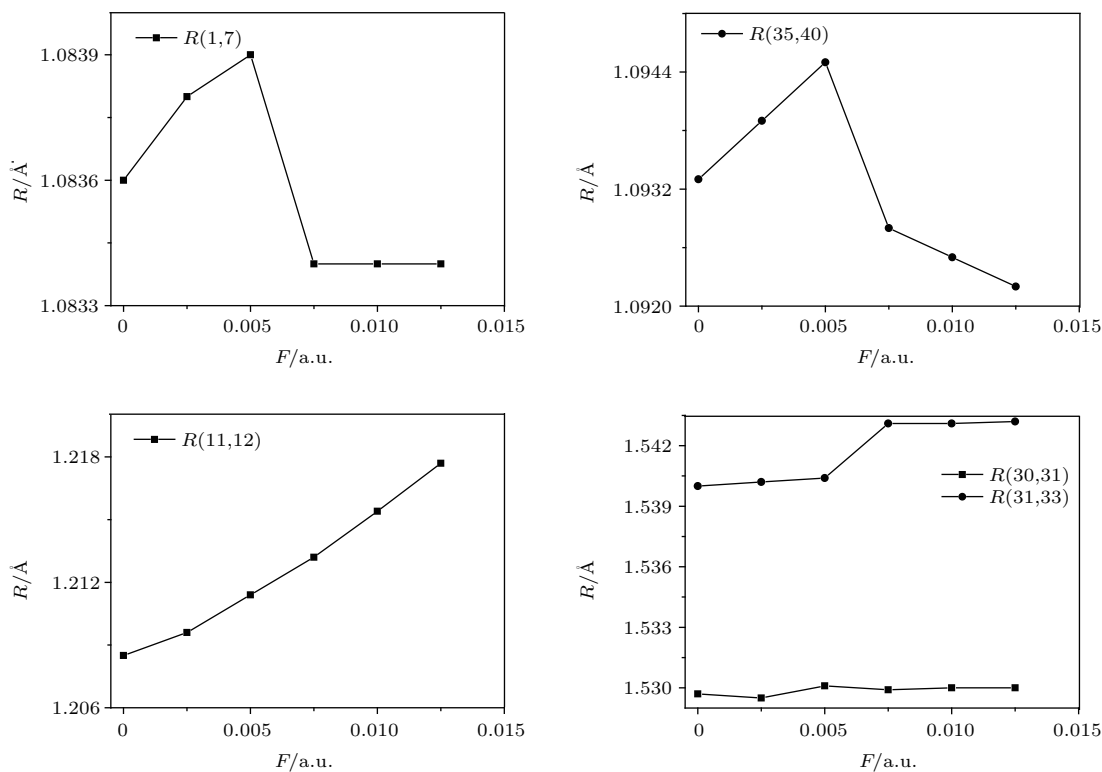 R(1,7)
1.0839
1.0836
1.0833
R/Å
0 0.005 0.010 0.015
F/a.u.
R(35,40)
1.0944
1.0932
1.0920
R/Å
0 0.005 0.010 0.015
F/a.u.
R(11,12)
1.218
1.212
1.206
R/Å
0 0.005 0.010 0.015
F/a.u.
1.542
R(30,31)
R(31,33)
1.539
1.536
1.533
1.530
R/Å
0 0.005 0.010 0.015
F/a.u.